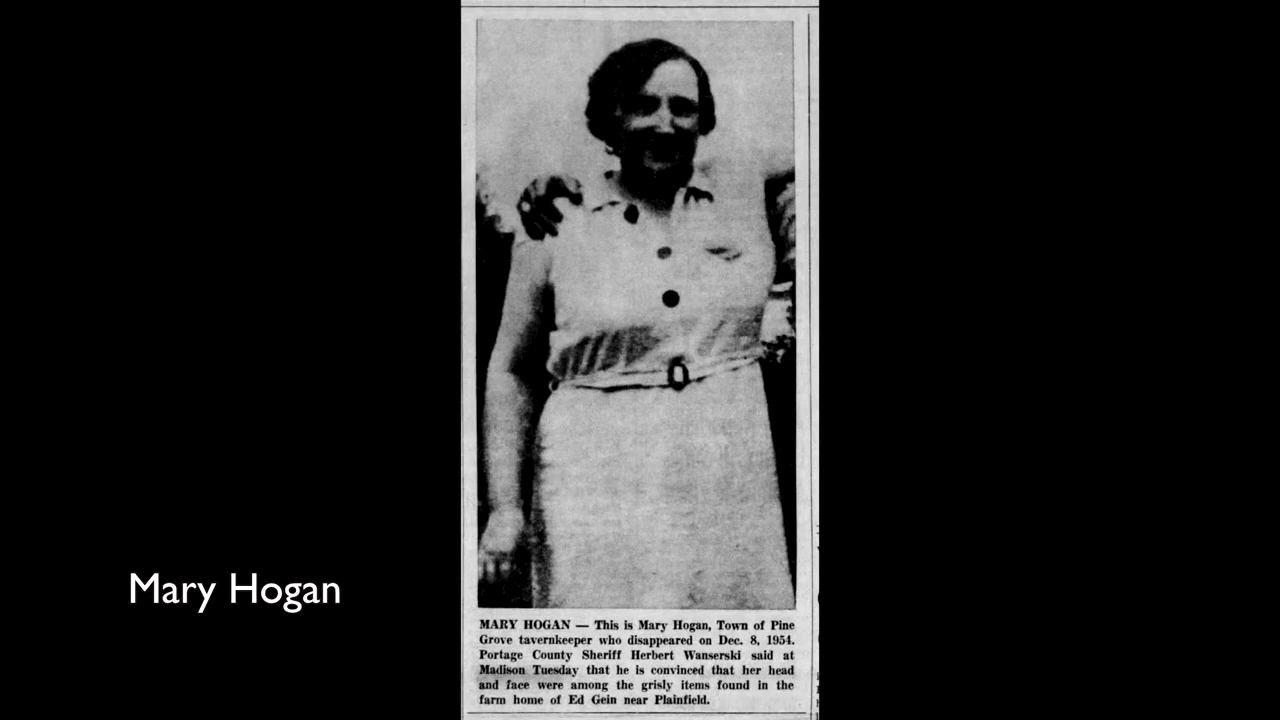 Mary Hogan
MARY HOGAN — This is Mary Hogan, Town of Pine
Grove tavernkeeper who disappeared on Dec. 8, 1954.
Portage County Sheriff Herbert Wanserski said at
Madison Tuesday that he is convinced that her head
and face were among the grisly items found in the
farm home of Ed Gein near Plainfield.